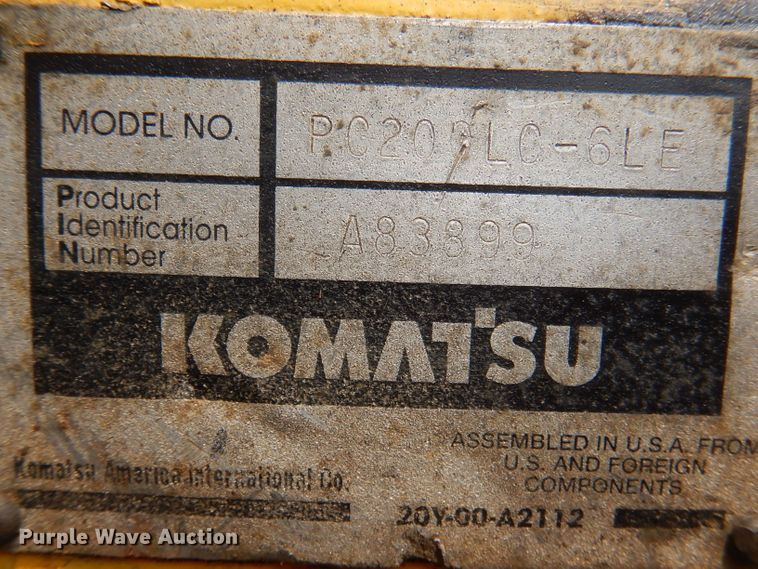 MODEL NO. PC200LC-6LE
Product
Identification
Number
A83899
KOMATSU
ASSEMBLED IN U.S.A. FROM
U.S. AND FOREIGN
COMPONENTS
Komatsu America International Co.
20Y-00-A2112
Purple Wave Auction